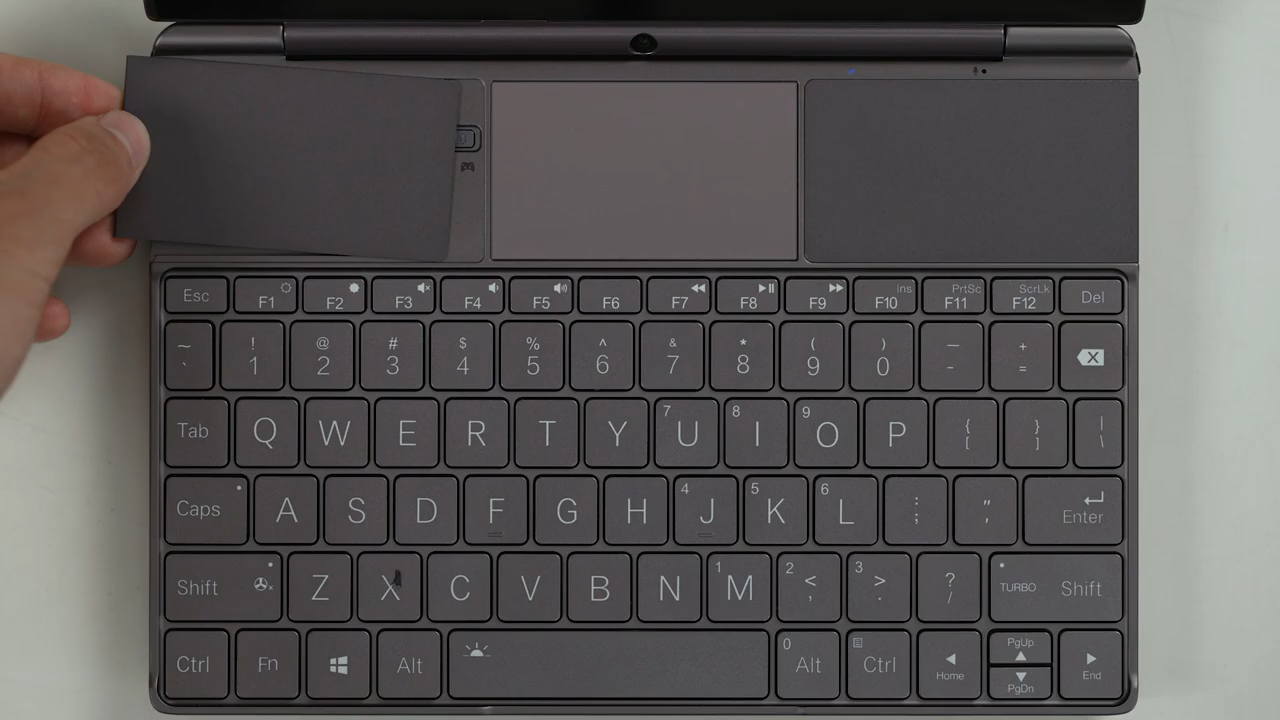 Esc F1 F2 F3 F4 F5 F6 F7 F8 F9 Ins F10 PrtSc F11 ScrLk F12 Del
~ ` ! 1 @ 2 # 3 $ 4 % 5 ^ 6 & 7 * 8 ( 9 ) 0 — - + =
Tab Q W E R T Y 7 U 8 I 9 O P { [ } ] | \
Caps A S D F G H 4 J 5 K 6 L : ; " , Enter
Shift Z X C V B N 1 M 2 < , 3 > . ? / TURBO Shift
Ctrl Fn Alt 0 Alt Ctrl Home PgUp PgDn End